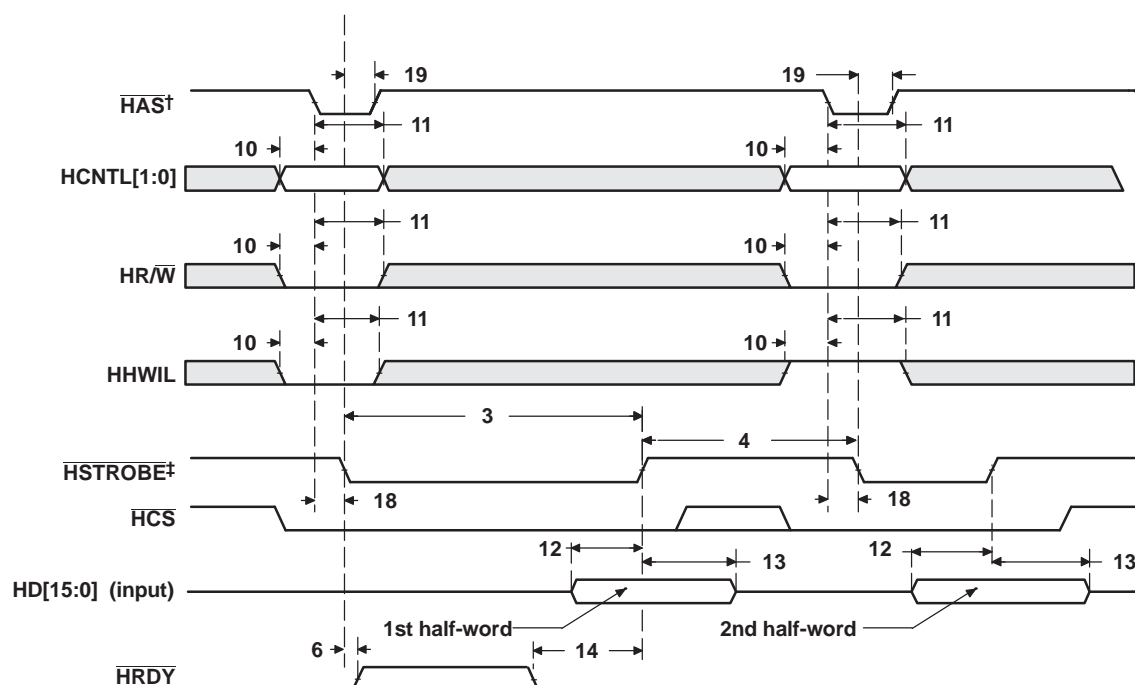 19 19
HAS†
11 11
10 10
HCNTL[1:0]
11 11
10 10
HR/W
11 11
10 10
HHWIL
3
4
HSTROBE‡
18 18
HCS
12 13 12 13
HD[15:0] (input)
1st half-word 2nd half-word
6 14
HRDY